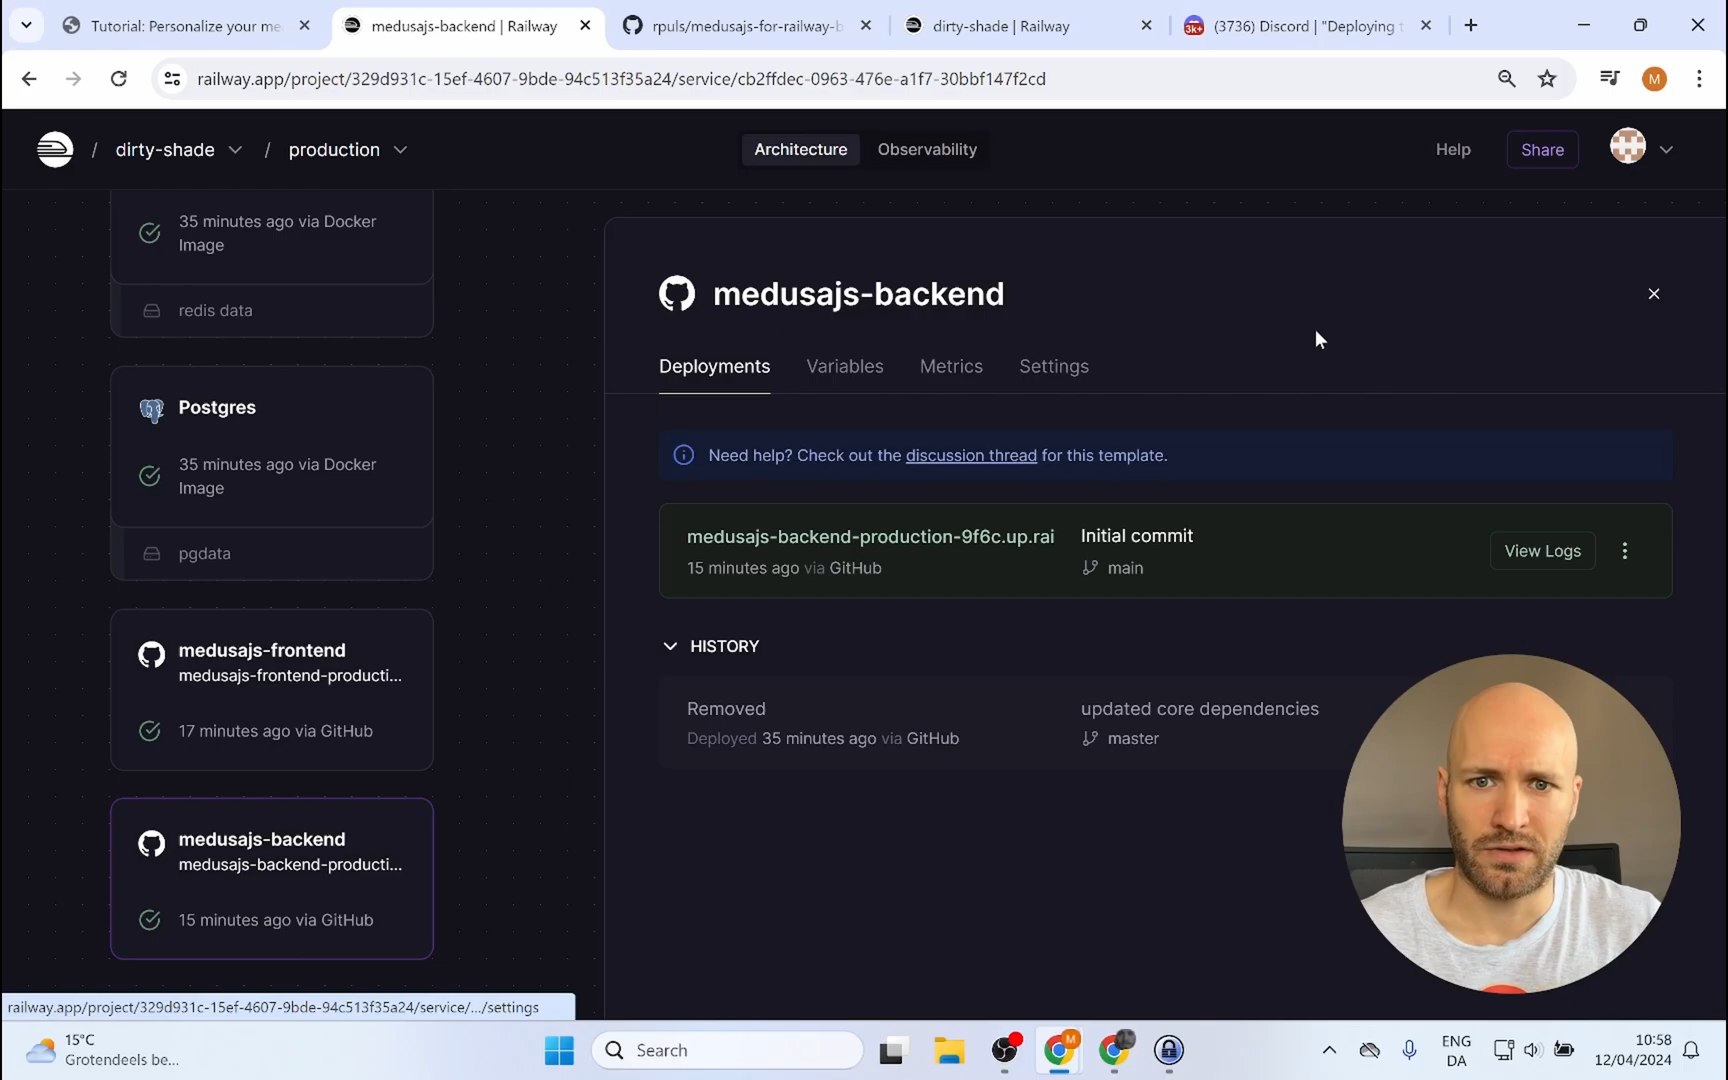 Tutorial: Personalize your me
medusajs-backend | Railway
rpuls/medusajs-for-railway-b
dirty-shade | Railway
3k+
(3736) Discord | "Deploying t
railway.app/project/329d931c-15ef-4607-9bde-94c513f35a24/service/cb2ffdec-0963-476e-a1f7-30bbf147f2cd
M
/ dirty-shade / production
Architecture
Observability
Help
Share
35 minutes ago via Docker
Image
redis data
Postgres
35 minutes ago via Docker
Image
pgdata
medusajs-frontend
medusajs-frontend-producti...
17 minutes ago via GitHub
medusajs-backend
medusajs-backend-producti...
15 minutes ago via GitHub
medusajs-backend
Deployments
Variables
Metrics
Settings
Need help? Check out the discussion thread for this template.
medusajs-backend-production-9f6c.up.rai
Initial commit
15 minutes ago via GitHub
main
View Logs
HISTORY
Removed
updated core dependencies
Deployed 35 minutes ago via GitHub
master
railway.app/project/329d931c-15ef-4607-9bde-94c513f35a24/service/.../settings
15°C
Grotendeels be...
Search
M
ENG
DA
10:58
12/04/2024